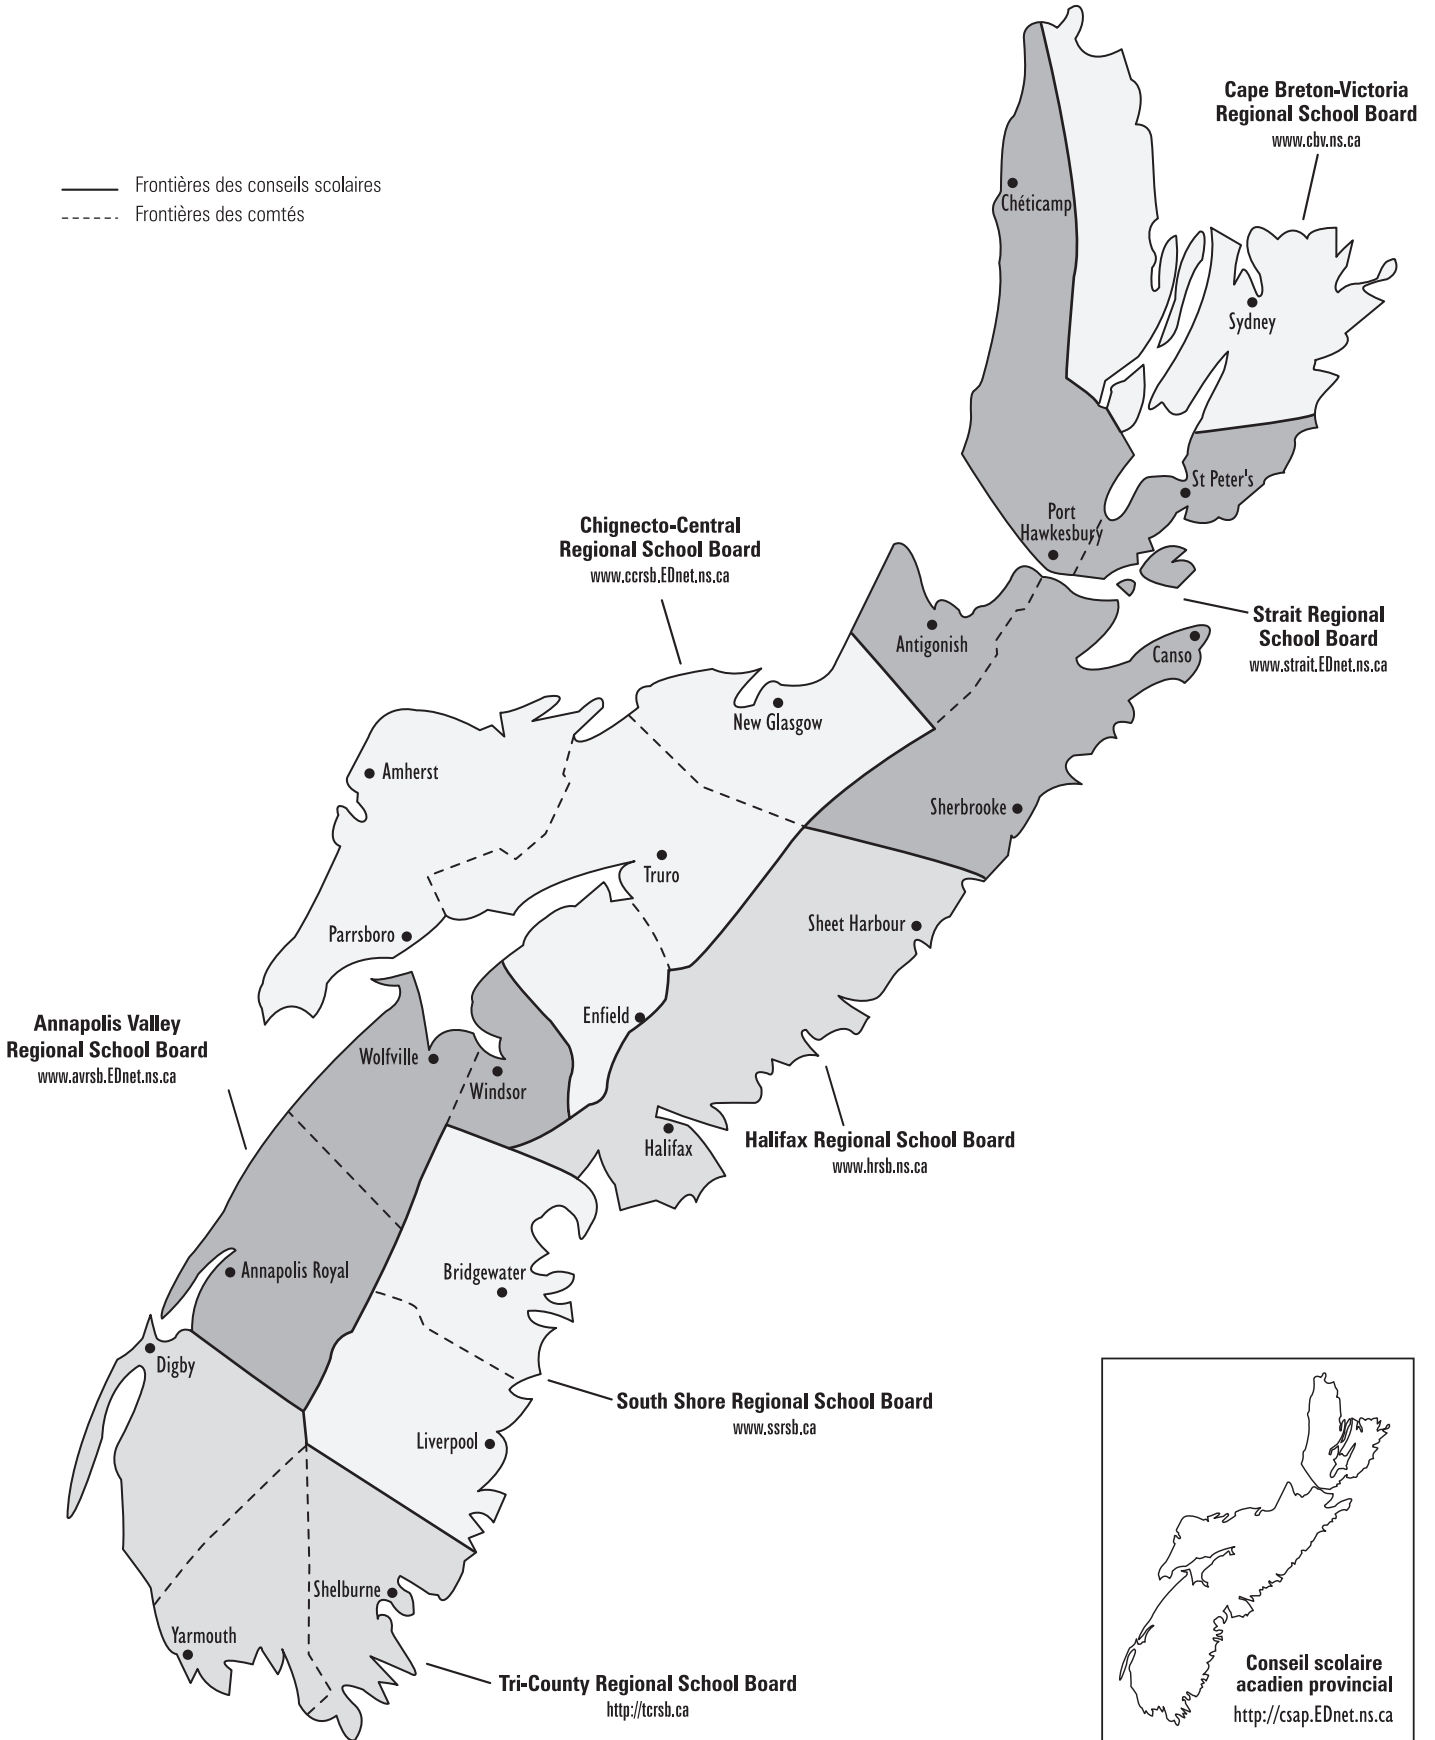 Cape Breton-Victoria
Regional School Board
www.cbv.ns.ca
Frontières des conseils scolaires
Frontières des comtés
Chéticamp
Sydney
St Peter's
Port
Hawkesbury
Chignecto-Central
Regional School Board
www.ccrsb.EDnet.ns.ca
Strait Regional
School Board
www.strait.EDnet.ns.ca
Antigonish
Canso
New Glasgow
Amherst
Sherbrooke
Truro
Sheet Harbour
Parrsboro
Enfield
Annapolis Valley
Regional School Board
www.avrsb.EDnet.ns.ca
Wolfville
Windsor
Halifax
Halifax Regional School Board
www.hrsb.ns.ca
Annapolis Royal
Bridgewater
Digby
South Shore Regional School Board
www.ssrsb.ca
Liverpool
Shelburne
Yarmouth
Tri-County Regional School Board
http://tcrsb.ca
Conseil scolaire
acadien provincial
http://csap.EDnet.ns.ca